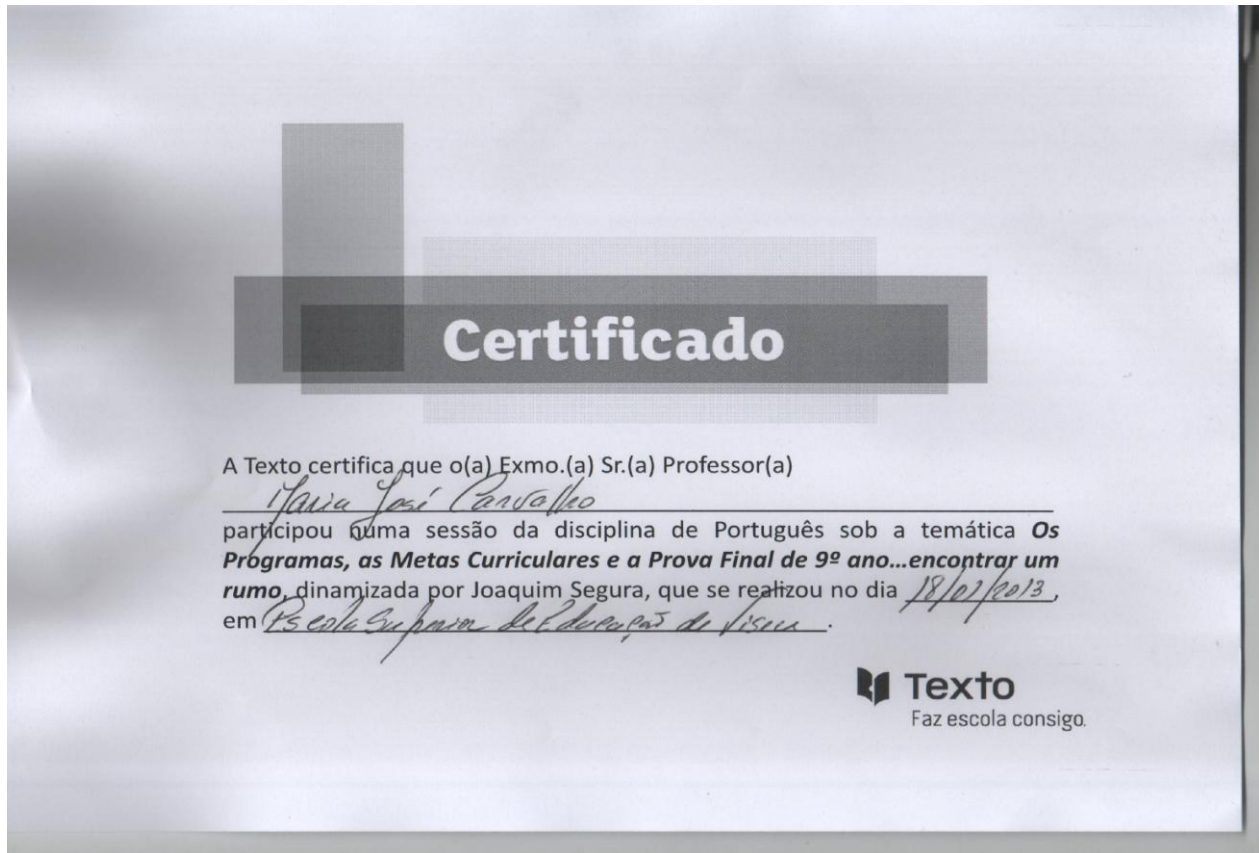 Certificado
A Texto certifica que o(a) Exmo.(a) Sr.(a) Professor(a)
Maria José Carvalho
participou numa sessão da disciplina de Português sob a temática Os
Programas, as Metas Curriculares e a Prova Final de 9º ano...encontrar um
rumo, dinamizada por Joaquim Segura, que se realizou no dia 18/01/2013,
em Escola Superior de Educação de Viseu.
Texto
Faz escola consigo.